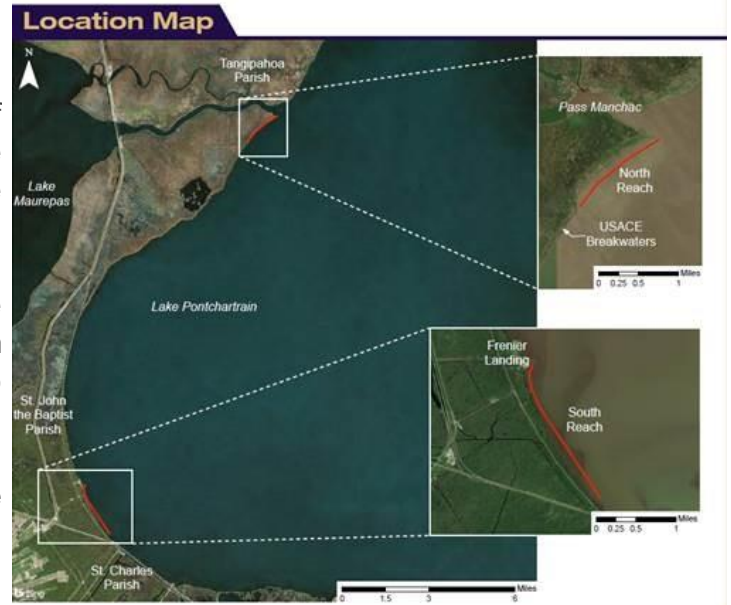 Location Map
N
Tangipahoa
Parish
Lake
Maurepas
Lake Pontchartrain
St. John
the Baptist
Parish
St. Charles
Parish
Miles
0 1.5 3 6
Pass Manchac
North
Reach
USACE
Breakwaters
Miles
0 0.25 0.5 1
Frenier
Landing
South
Reach
Miles
0 0.25 0.5 1